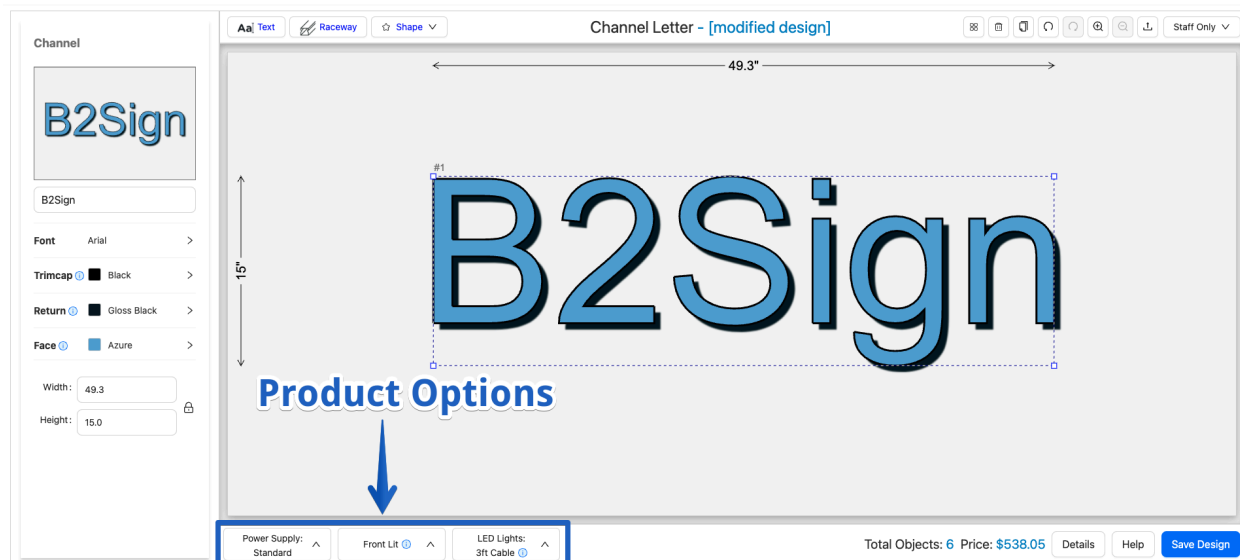 Channel
B2Sign
B2Sign
Font Arial
Trimcap Black
Return Gloss Black
Face Azure
Width: 49.3
Height: 15.0
Aa Text
Raceway
Shape
Channel Letter - [modified design]
Staff Only
49.3"
#1
15"
B2Sign
Product Options
Power Supply:
Standard
Front Lit
LED Lights:
3ft Cable
Total Objects: 6 Price: $538.05
Details
Help
Save Design